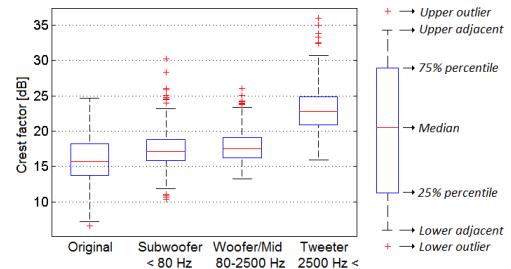 Crest factor [dB]
35
30
25
20
15
10
Original
Subwoofer
< 80 Hz
Woofer/Mid
80-2500 Hz
Tweeter
2500 Hz <
Upper outlier
Upper adjacent
75% percentile
Median
25% percentile
Lower adjacent
Lower outlier